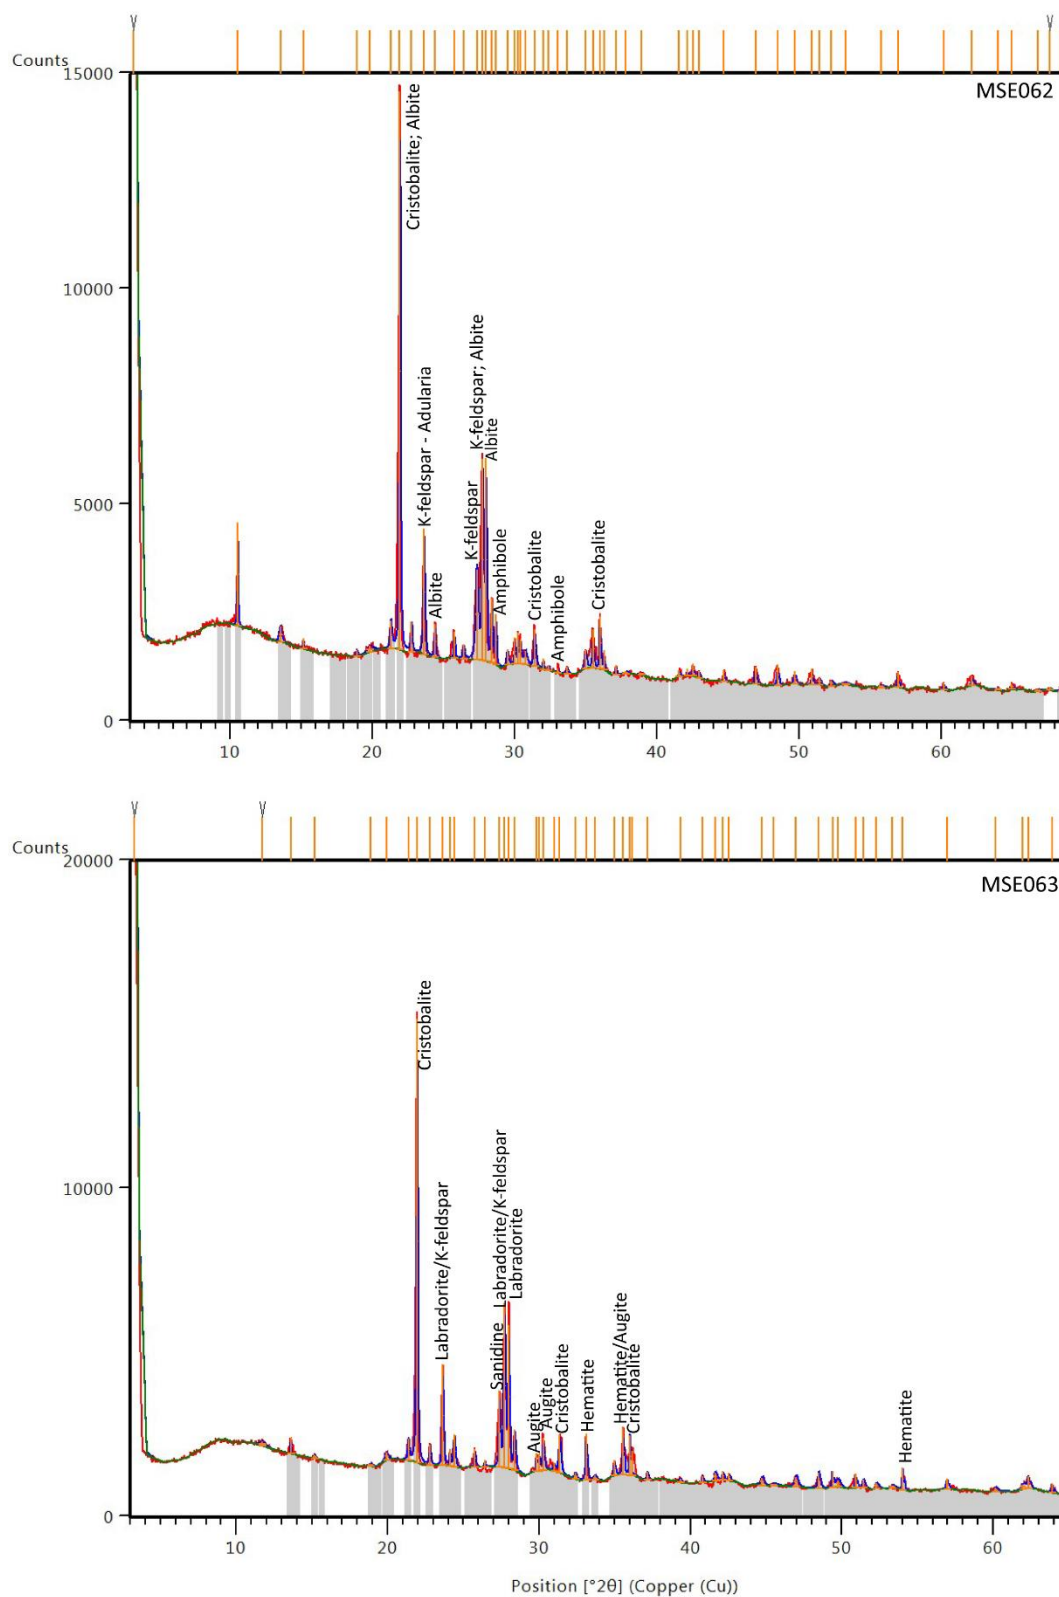 Counts
15000
MSE062
Cristobalite; Albite
10000
K-feldspar - Adularia
K-feldspar; Albite
Albite
5000
K-feldspar
Albite
Amphibole
Cristobalite
Amphibole
Cristobalite
0
10 20 30 40 50 60
Counts
20000
MSE063
Cristobalite
10000
Labradorite/K-feldspar
Sanidine
Labradorite/K-feldspar
Labradorite
Augite
Augite
Cristobalite
Hematite
Hematite/Augite
Cristobalite
Hematite
0
10 20 30 40 50 60
Position [°2θ] (Copper (Cu))